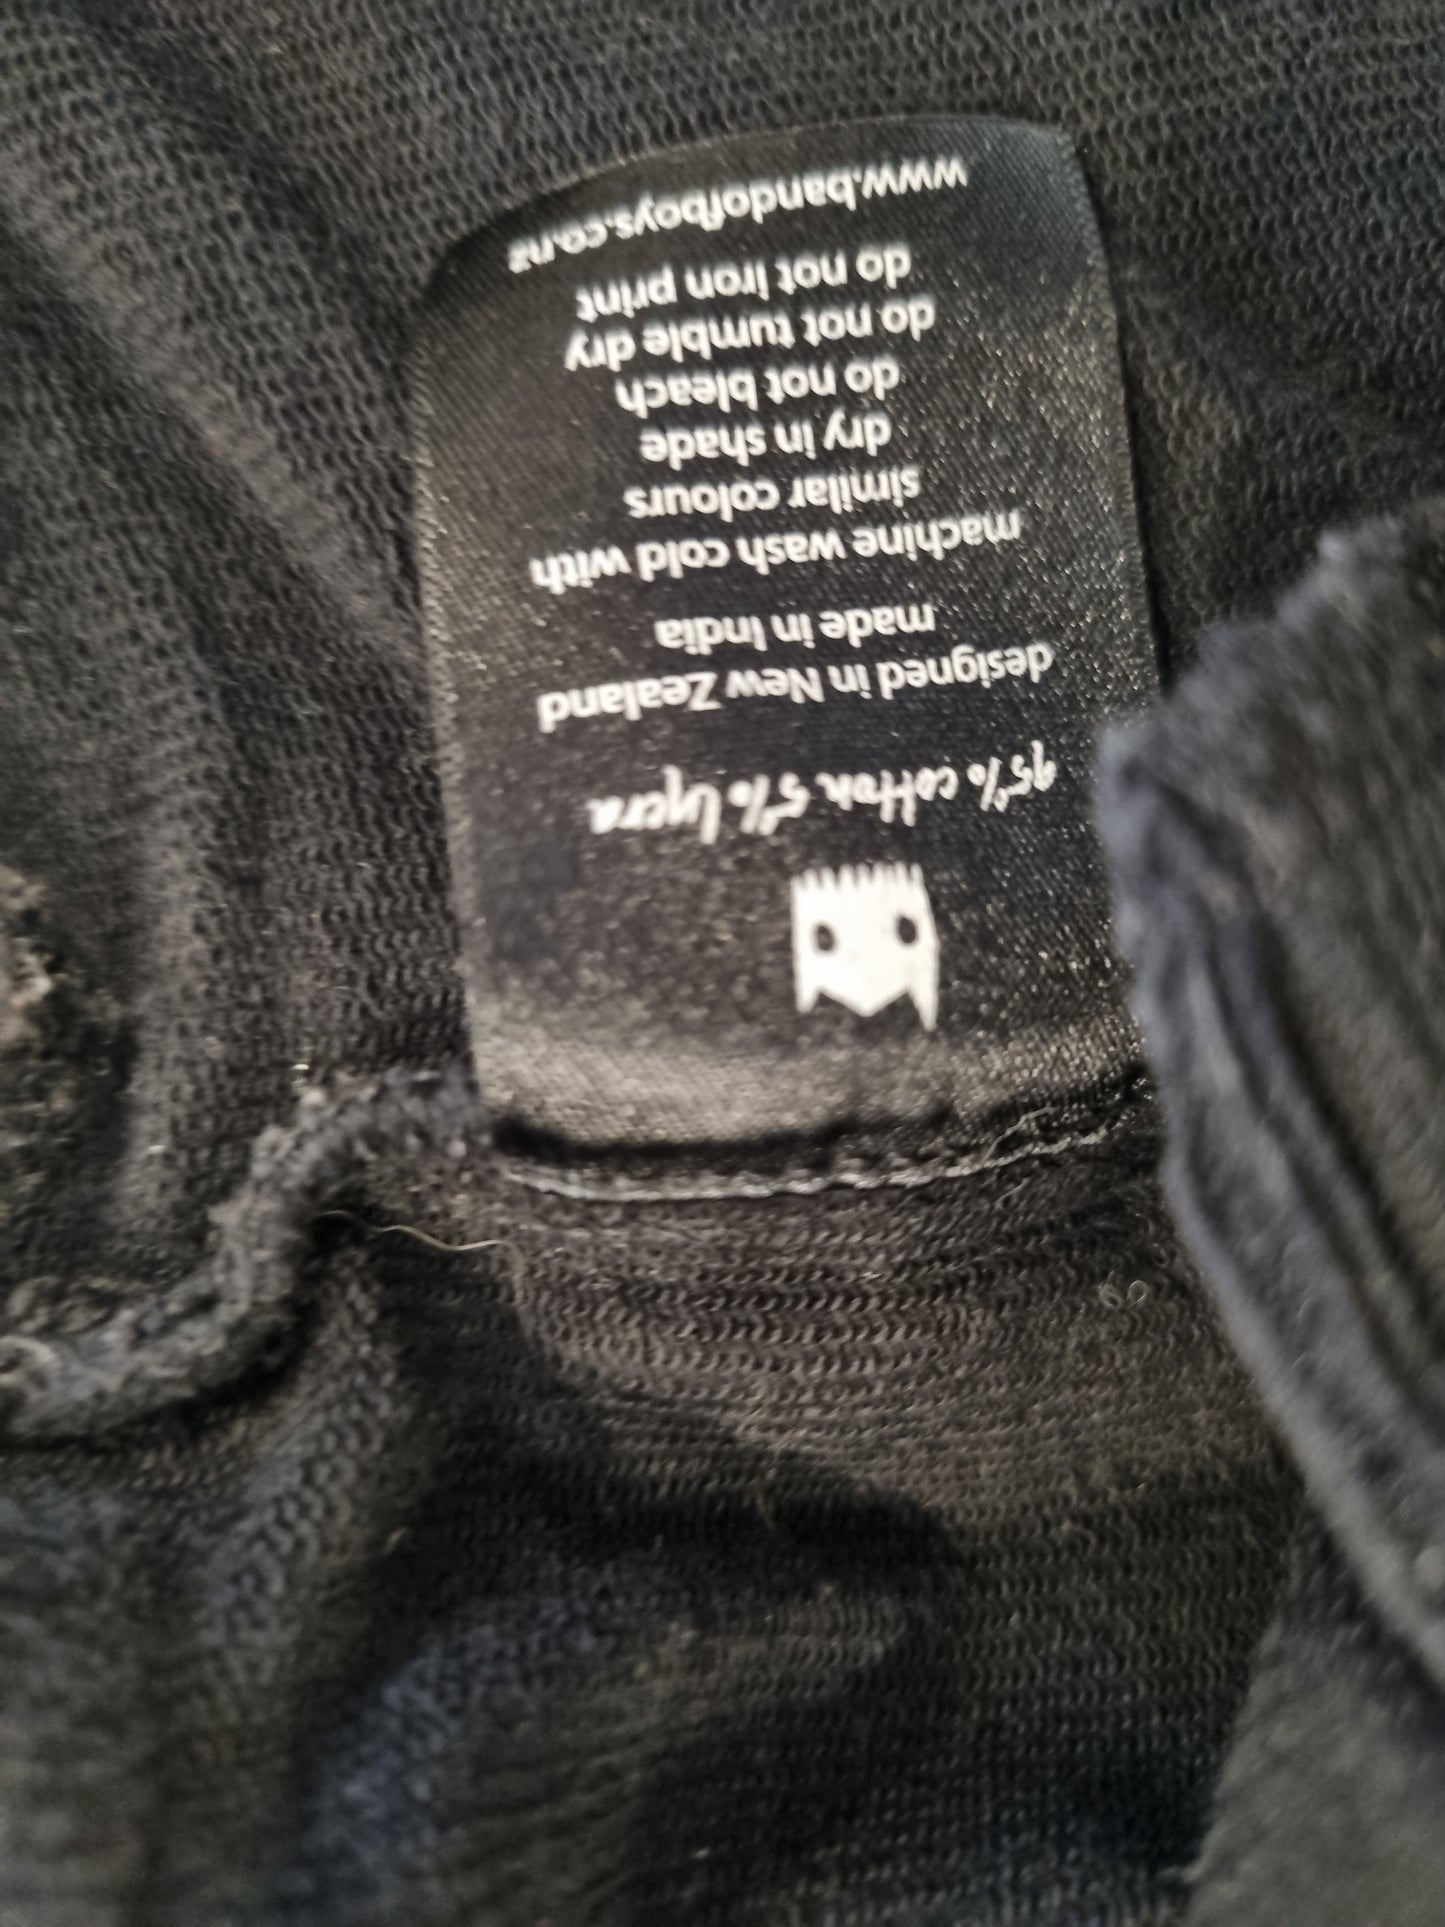 95% cotton 5% lycra
designed in New Zealand
made in India
machine wash cold with
similar colours
dry in shade
do not bleach
do not tumble dry
do not iron print
www.bandofboys.co.nz